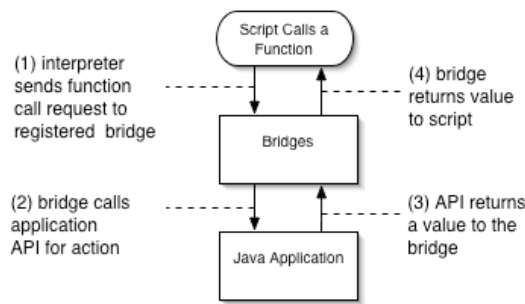 Script Calls a
Function
(1) interpreter
sends function
call request to
registered bridge
(4) bridge
returns value
to script
Bridges
(2) bridge calls
application
API for action
(3) API returns
a value to the
bridge
Java Application